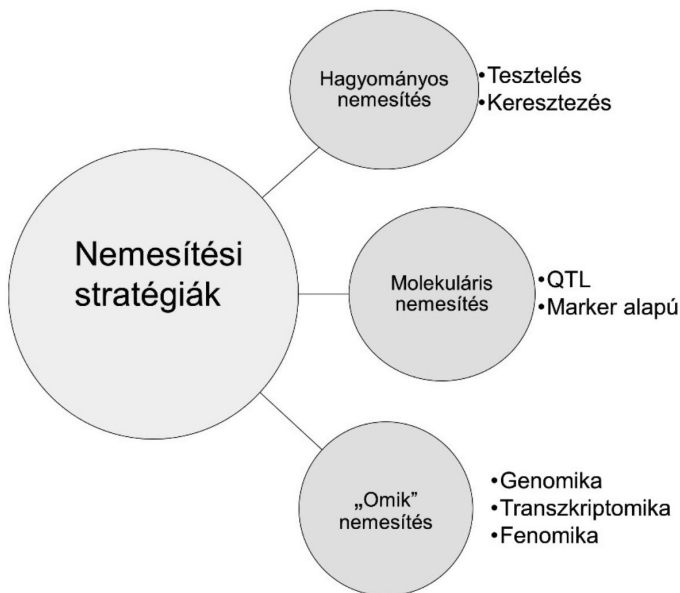 Hagyományos
nemesítés
•Tesztelés
•Keresztezés
Nemesítési
stratégiák
Molekuláris
nemesítés
•QTL
•Marker alapú
„Omik”
nemesítés
•Genomika
•Transzkriptomika
•Fenomika